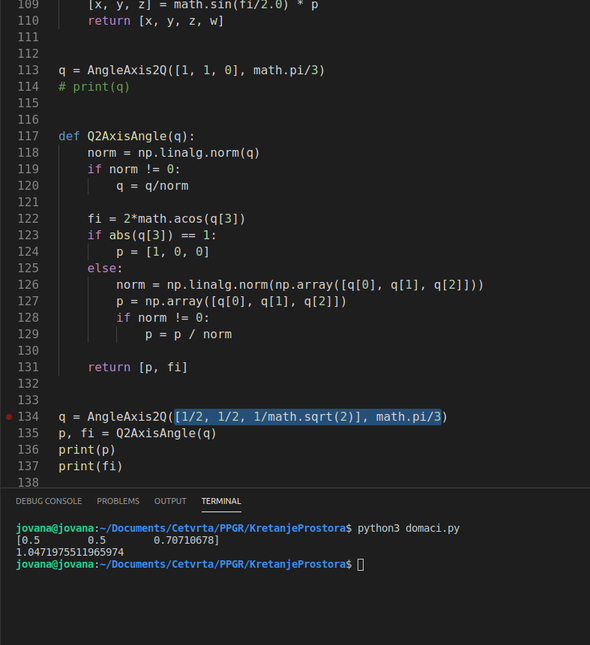 109 [x, y, z] = math.sin(fi/2.0) * p
110 return [x, y, z, w]
111
112
113 q = AngleAxis2Q([1, 1, 0], math.pi/3)
114 # print(q)
115
116
117 def Q2AxisAngle(q):
118 norm = np.linalg.norm(q)
119 if norm != 0:
120 q = q/norm
121
122 fi = 2*math.acos(q[3])
123 if abs(q[3]) == 1:
124 p = [1, 0, 0]
125 else:
126 norm = np.linalg.norm(np.array([q[0], q[1], q[2]]))
127 p = np.array([q[0], q[1], q[2]])
128 if norm != 0:
129 p = p / norm
130
131 return [p, fi]
132
133
134 q = AngleAxis2Q([1/2, 1/2, 1/math.sqrt(2)], math.pi/3)
135 p, fi = Q2AxisAngle(q)
136 print(p)
137 print(fi)
138
DEBUG CONSOLE PROBLEMS OUTPUT TERMINAL
jovana@jovana:~/Documents/Cetvrta/PPGR/KretanjeProstora$ python3 domaci.py
[0.5 0.5 0.70710678]
1.0471975511965974
jovana@jovana:~/Documents/Cetvrta/PPGR/KretanjeProstora$